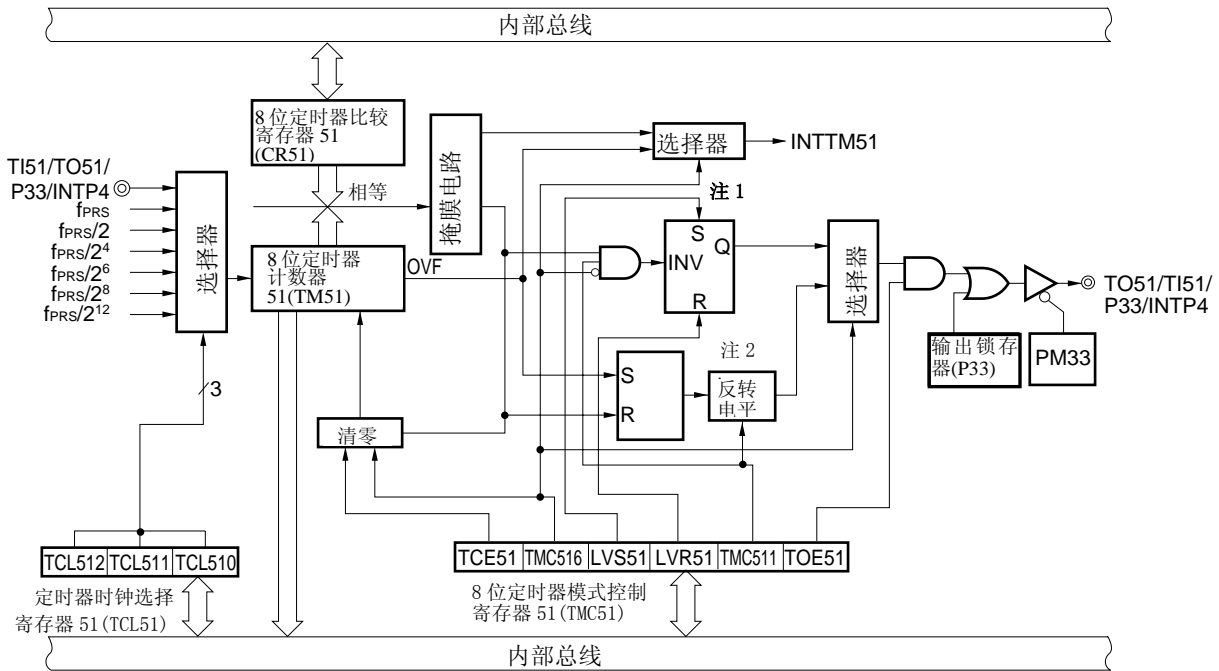 内部总线
8 位定时器比较
寄存器 51
(CR51)
掩膜电路
选择器
INTTM51
TI51/TO51/
P33/INTP4
fPRS
fPRS/2
fPRS/2⁴
fPRS/2⁶
fPRS/2⁸
fPRS/2¹²
选择器
相等
注 1
8 位定时器
计数器
51(TM51)
OVF
S
Q
INV
R
选择器
TO51/TI51/
P33/INTP4
输出锁存
器(P33)
PM33
注 2
S
R
反转
电平
3
清零
TCL512 TCL511 TCL510
定时器时钟选择
寄存器 51(TCL51)
TCE51 TMC516 LVS51 LVR51 TMC511 TOE51
8 位定时器模式控制
寄存器 51(TMC51)
内部总线